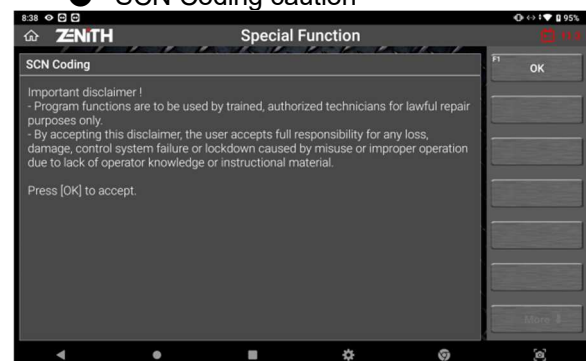 SCN Coding caution
8:38
95%
ZENITH
Special Function
SCN Coding
F1
OK
Important disclaimer !
- Program functions are to be used by trained, authorized technicians for lawful repair
purposes only.
- By accepting this disclaimer, the user accepts full responsibility for any loss,
damage, control system failure or lockdown caused by misuse or improper operation
due to lack of operator knowledge or instructional material.
Press [OK] to accept.
More